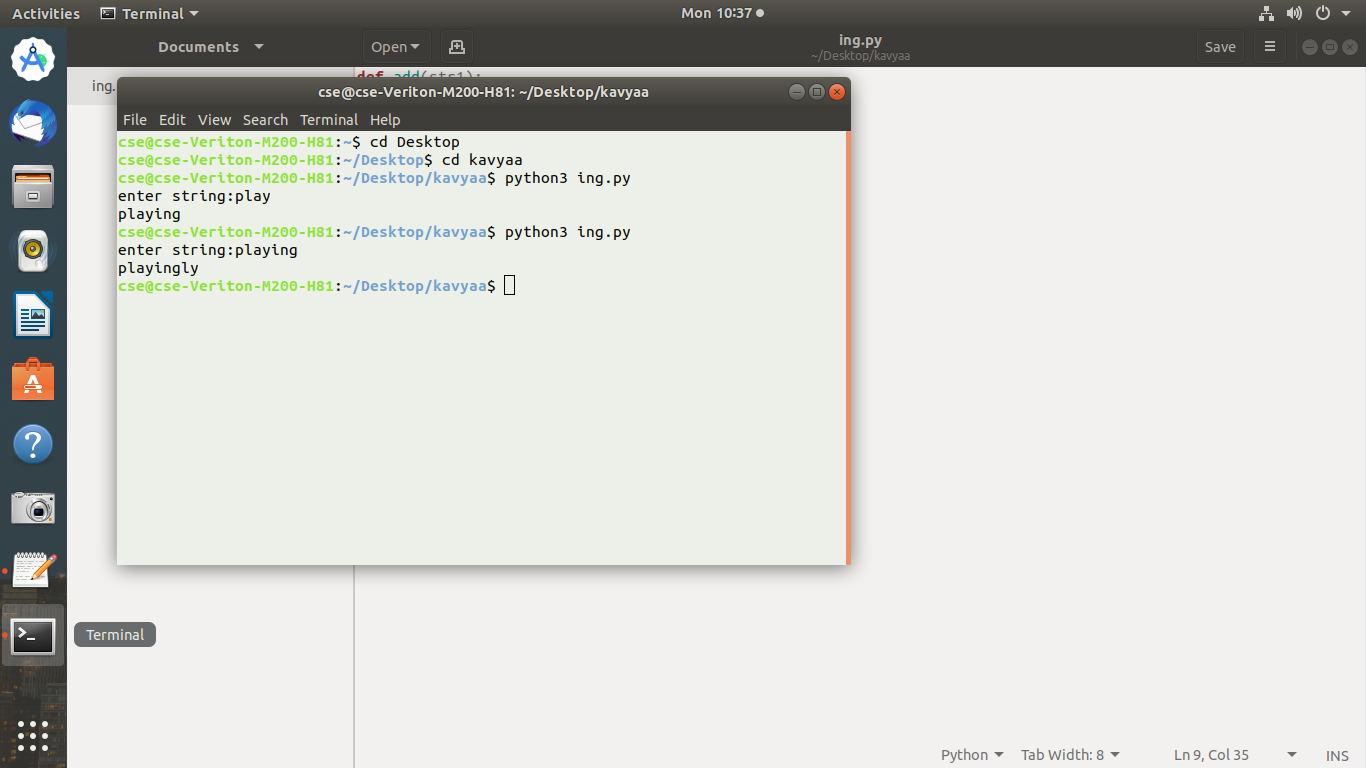 Activities Terminal Mon 10:37
Documents Open ing.py Save
~/Desktop/kavyaa
ing.
def add(str1):
cse@cse-Veriton-M200-H81: ~/Desktop/kavyaa
File Edit View Search Terminal Help
cse@cse-Veriton-M200-H81:~$ cd Desktop
cse@cse-Veriton-M200-H81:~/Desktop$ cd kavyaa
cse@cse-Veriton-M200-H81:~/Desktop/kavyaa$ python3 ing.py
enter string:play
playing
cse@cse-Veriton-M200-H81:~/Desktop/kavyaa$ python3 ing.py
enter string:playing
playingly
cse@cse-Veriton-M200-H81:~/Desktop/kavyaa$
Terminal
Python Tab Width: 8 Ln 9, Col 35 INS